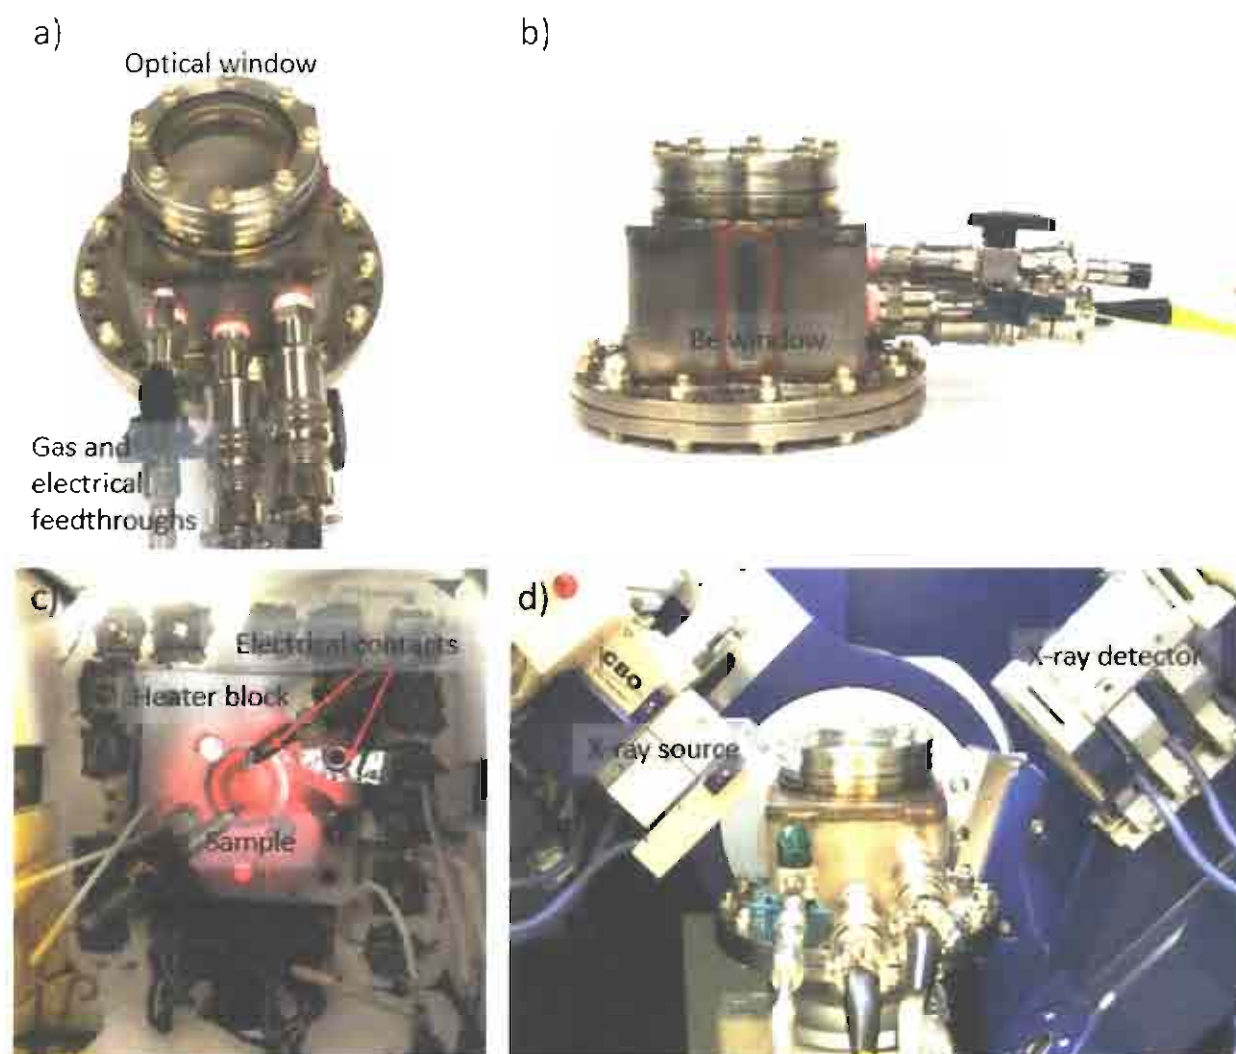 a)
Optical window
Gas and
electrical
feedthroughs
b)
Be window
c)
Electrical contacts
Heater block
Sample
d)
CBO
X-ray source
X-ray detector